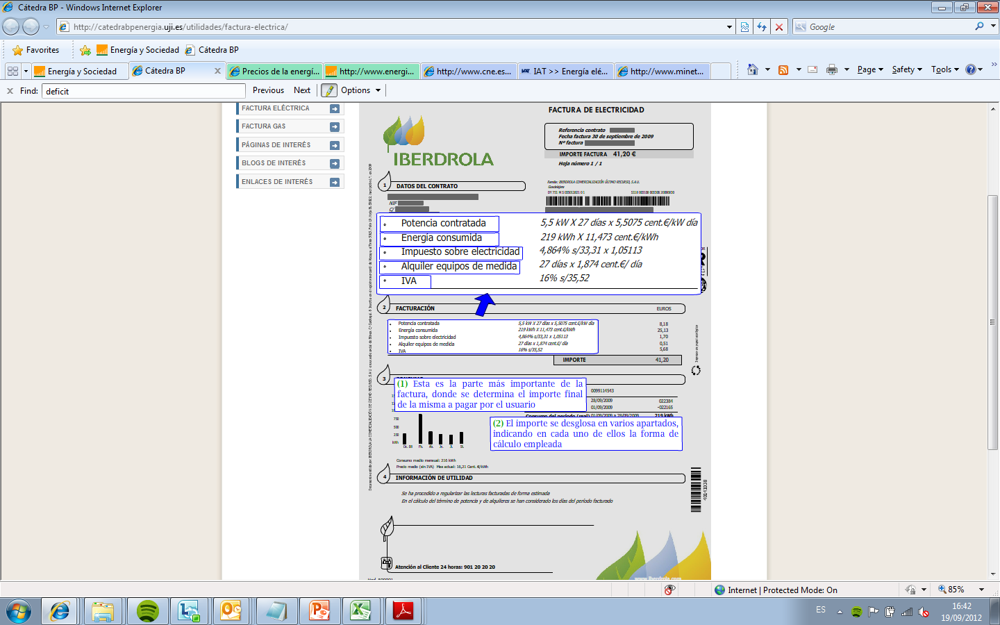 Cátedra BP - Windows Internet Explorer
http://catedrabpenergia.uji.es/utilidades/factura-electrica/
Google
Favorites
Energía y Sociedad
Cátedra BP
Energía y Sociedad
Cátedra BP
Precios de la energí...
http://www.energi...
http://www.cne.es...
IAT >> Energía elé...
http://www.minet...
Page
Safety
Tools
Find:
deficit
Previous
Next
Options
FACTURA ELÉCTRICA
FACTURA GAS
PÁGINAS DE INTERÉS
BLOGS DE INTERÉS
ENLACES DE INTERÉS
IBERDROLA
FACTURA DE ELECTRICIDAD
Referencia contrato
Fecha factura 30 de septiembre de 2009
Nº factura
IMPORTE FACTURA 41,20 €
Hoja número 1 / 1
1 DATOS DEL CONTRATO
NIF
C/
Potencia contratada 5,5 kW X 27 días x 5,5075 cent.€/kW día
Energía consumida 219 kWh X 11,473 cent.€/kWh
Impuesto sobre electricidad 4,864% s/33,31 x 1,05113
Alquiler equipos de medida 27 días x 1,874 cent.€/ día
IVA 16% s/35,52
2 FACTURACIÓN EUROS
Potencia contratada 5,5 kW X 27 días x 5,5075 cent.€/kW día 8,18
Energía consumida 219 kWh X 11,473 cent.€/kWh 25,13
Impuesto sobre electricidad 4,864% s/33,31 x 1,05113 1,70
Alquiler equipos de medida 27 días x 1,874 cent.€/ día 0,51
IVA 16% s/35,52 5,68
IMPORTE 41,20
3
(1) Esta es la parte más importante de la
factura, donde se determina el importe final
de la misma a pagar por el usuario
0099114543
28/09/2009 022384
01/09/2009 -022165
Consumo del periodo (real) 01/09/2009 a 28/09/2009 219 kWh
(2) El importe se desglosa en varios apartados,
indicando en cada uno de ellos la forma de
cálculo empleada
750
500
250
kWh
Consumo medio mensual: 216 kWh
Precio medio (sin IVA) Mes actual: 16,21 Cent.€/kWh
4 INFORMACIÓN DE UTILIDAD
Se ha procedido a regularizar las lecturas facturadas de forma estimada
En el cálculo del término de potencia y de alquileres se han considerado los días del período facturado
Impreso en papel ecológico
40141038
Atención al Cliente 24 horas: 901 20 20 20
www.iberdrola.com
Internet | Protected Mode: On
85%
ES
16:42
19/09/2012